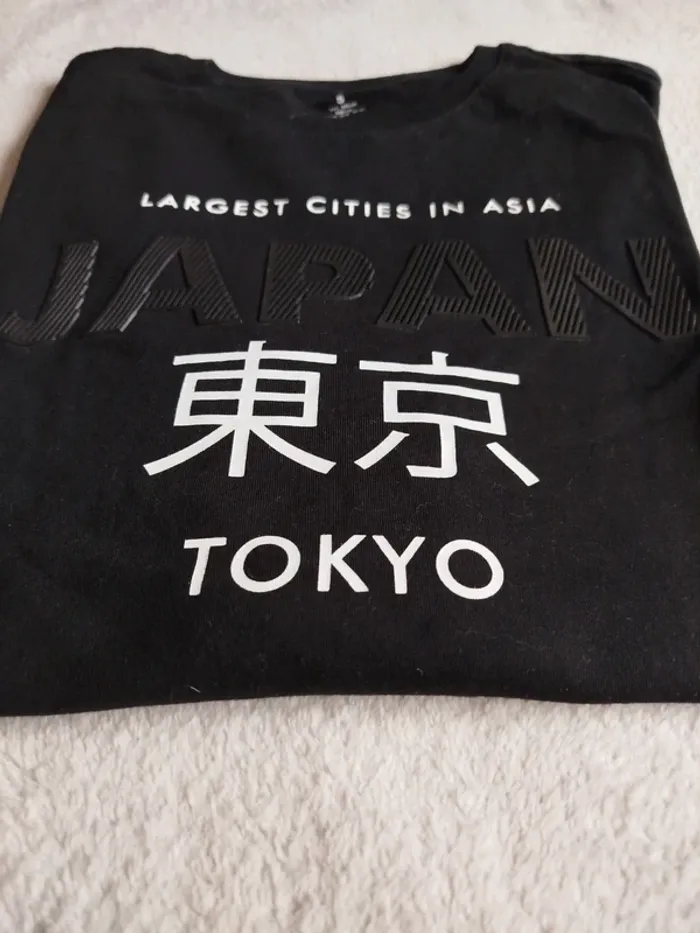 LARGEST CITIES IN ASIA
JAPAN
東京
TOKYO